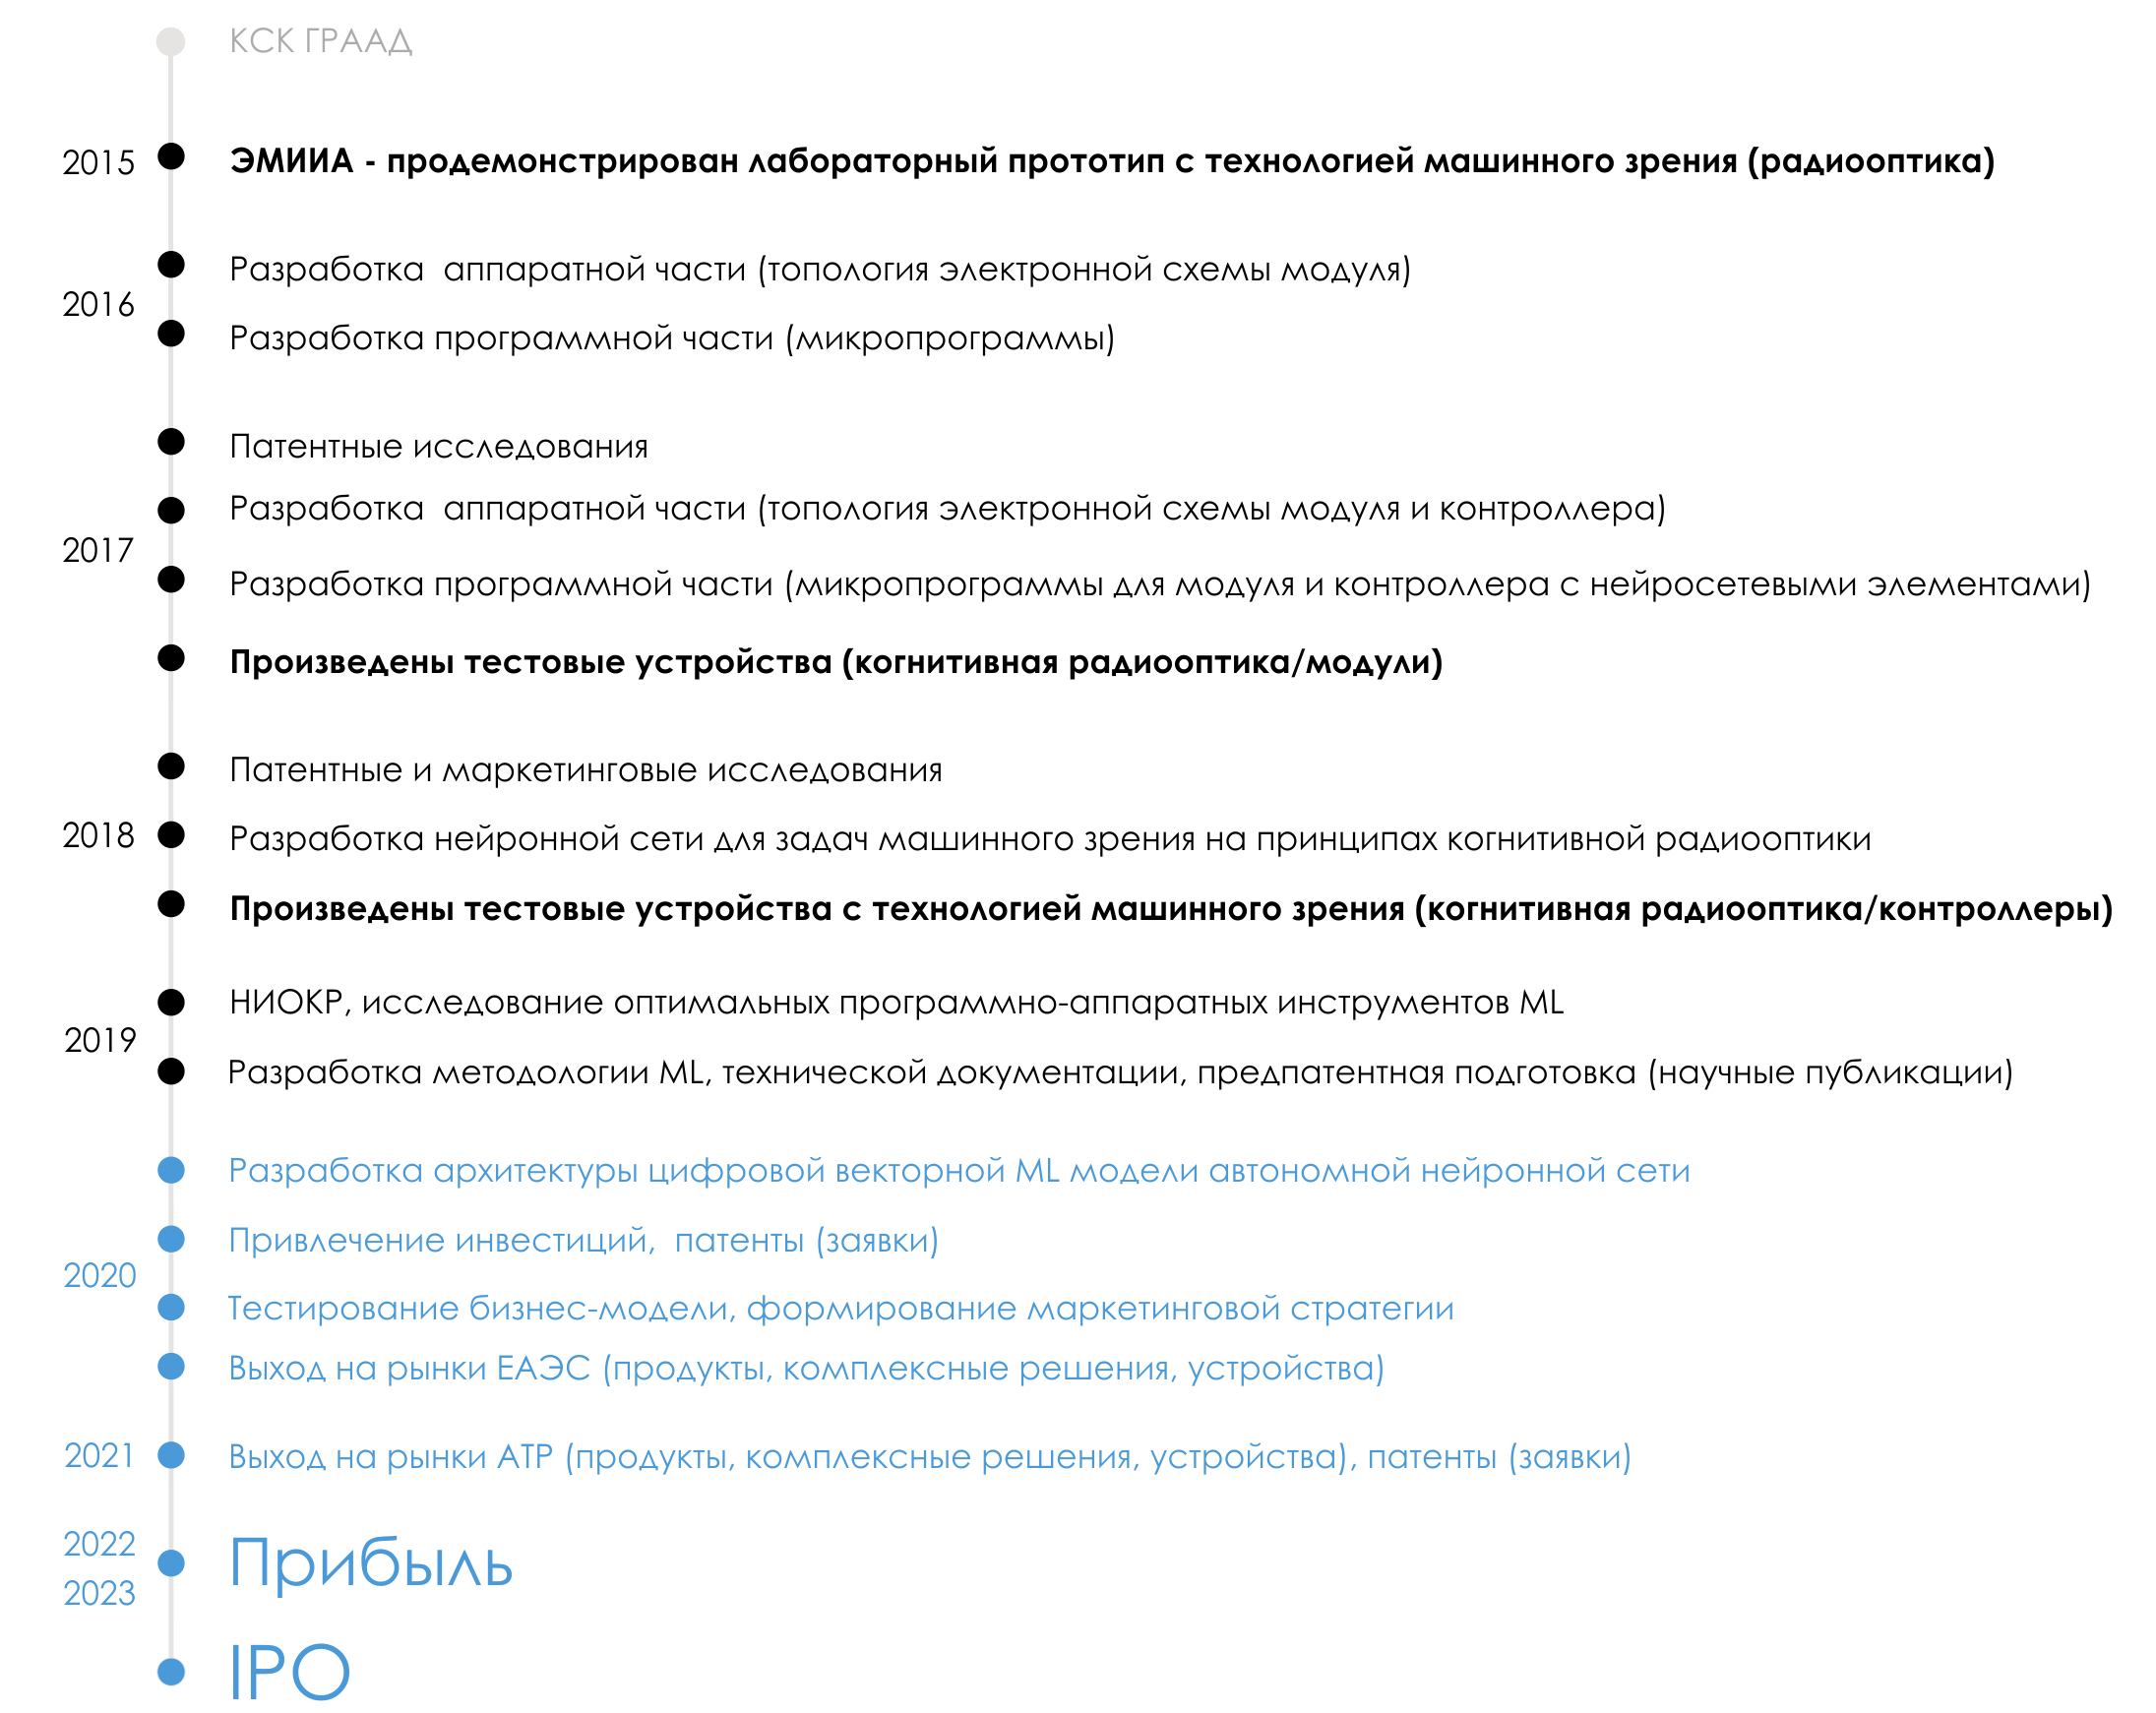 КСК ГРААД
2015
ЭМИИА - продемонстрирован лабораторный прототип с технологией машинного зрения (радиооптика)
2016
Разработка  аппаратной части (топология электронной схемы модуля)
Разработка программной части (микропрограммы)
2017
Патентные исследования
Разработка  аппаратной части (топология электронной схемы модуля и контроллера)
Разработка программной части (микропрограммы для модуля и контроллера с нейросетевыми элементами)
Произведены тестовые устройства (когнитивная радиооптика/модули)
2018
Патентные и маркетинговые исследования
Разработка нейронной сети для задач машинного зрения на принципах когнитивной радиооптики
Произведены тестовые устройства с технологией машинного зрения (когнитивная радиооптика/контроллеры)
2019
НИОКР, исследование оптимальных программно-аппаратных инструментов ML
Разработка методологии ML, технической документации, предпатентная подготовка (научные публикации)
2020
Разработка архитектуры цифровой векторной ML модели автономной нейронной сети
Привлечение инвестиций,  патенты (заявки)
Тестирование бизнес-модели, формирование маркетинговой стратегии
Выход на рынки ЕАЭС (продукты, комплексные решения, устройства)
2021
Выход на рынки АТР (продукты, комплексные решения, устройства), патенты (заявки)
2022
2023
Прибыль
IPO